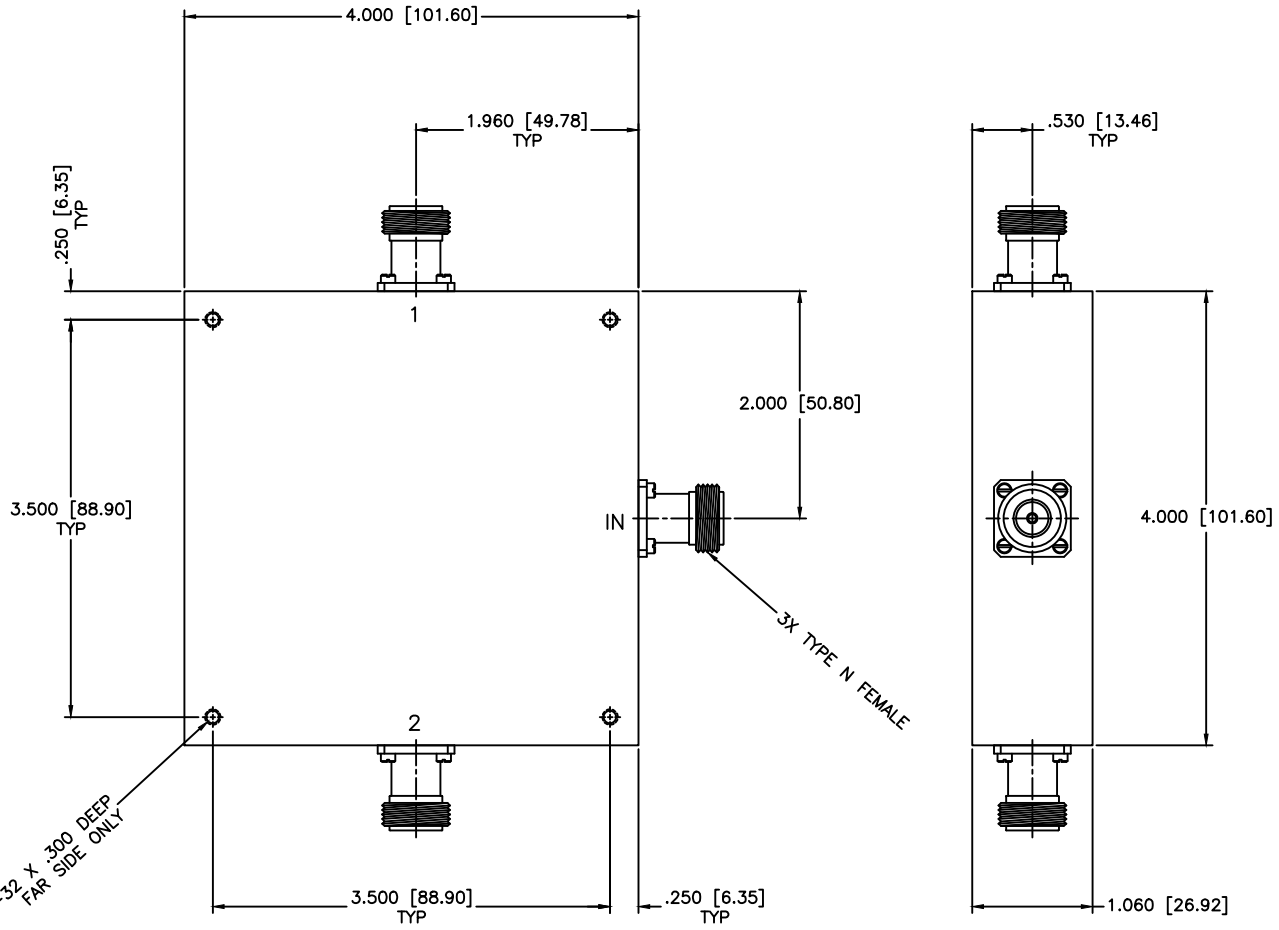 4.000 [101.60]
1.960 [49.78]
TYP
.530 [13.46]
TYP
.250 [6.35]
TYP
1
2.000 [50.80]
3.500 [88.90]
TYP
IN
4.000 [101.60]
3X TYPE N FEMALE
2
-32 X .300 DEEP
FAR SIDE ONLY
3.500 [88.90]
TYP
.250 [6.35]
TYP
1.060 [26.92]